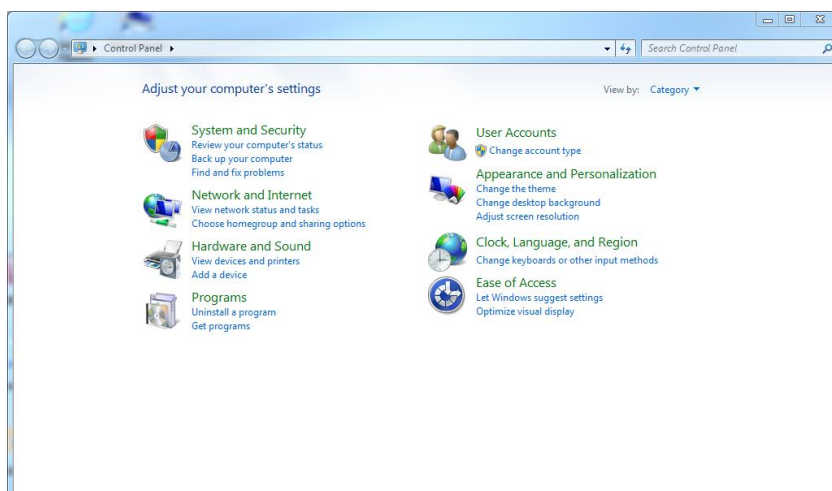 Control Panel
Search Control Panel
Adjust your computer's settings
View by: Category
System and Security
Review your computer's status
Back up your computer
Find and fix problems
Network and Internet
View network status and tasks
Choose homegroup and sharing options
Hardware and Sound
View devices and printers
Add a device
Programs
Uninstall a program
Get programs
User Accounts
Change account type
Appearance and Personalization
Change the theme
Change desktop background
Adjust screen resolution
Clock, Language, and Region
Change keyboards or other input methods
Ease of Access
Let Windows suggest settings
Optimize visual display